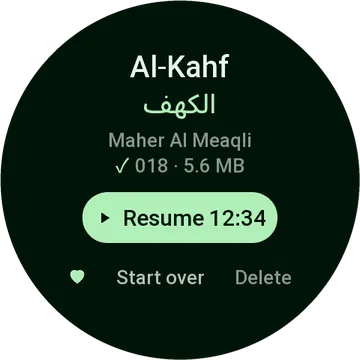 Al-Kahf
الكهف
Maher Al Meaqli
✓ 018 · 5.6 MB
Resume 12:34
Start over Delete